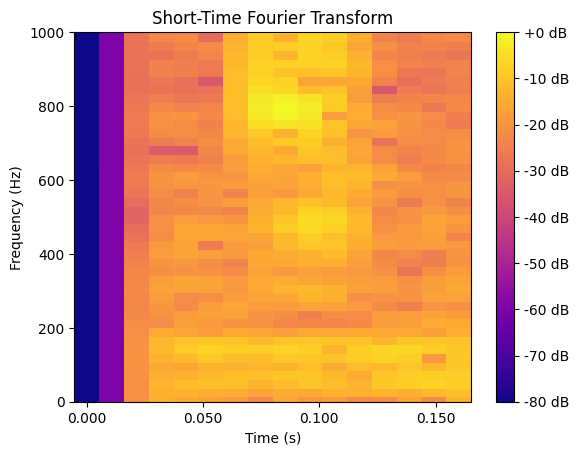 Short-Time Fourier Transform
1000
800
600
400
200
0
Frequency (Hz)
0.000
0.050
0.100
0.150
Time (s)
+0 dB
-10 dB
-20 dB
-30 dB
-40 dB
-50 dB
-60 dB
-70 dB
-80 dB